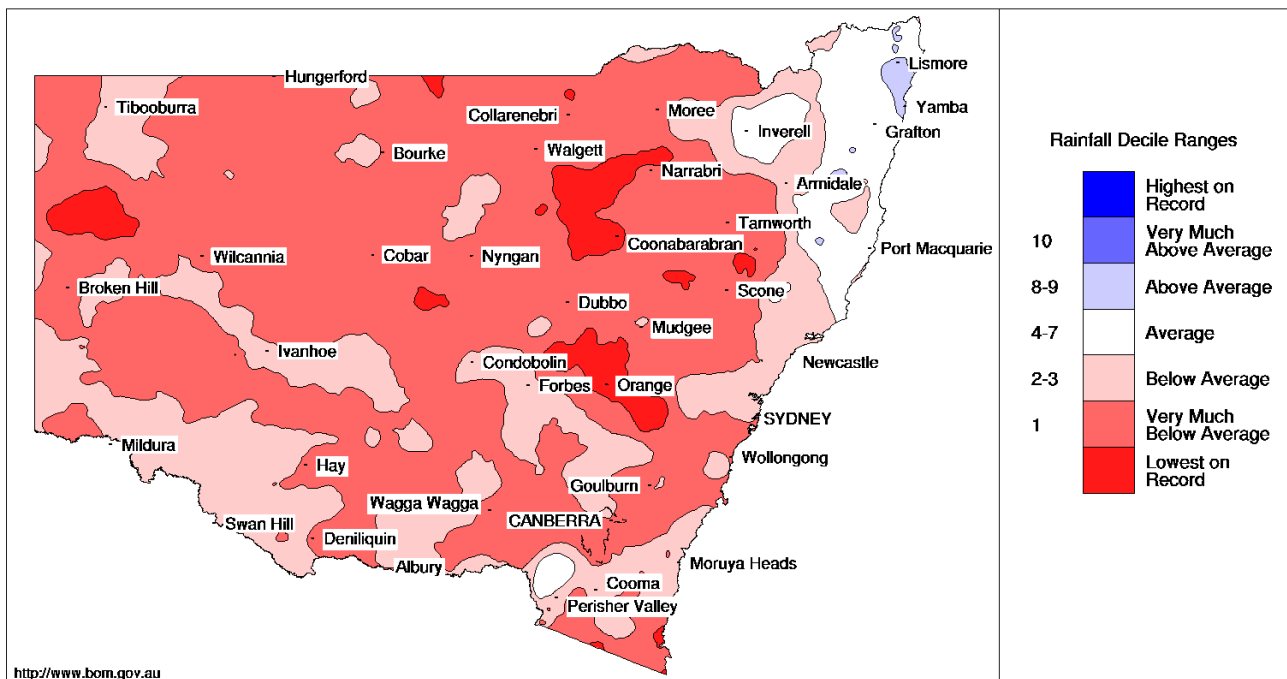 Hungerford
Lismore
Tibooburra
Moree
Yamba
Collarenebri
Inverell
Grafton
Bourke
Walgett
Narrabri
Armidale
Tamworth
Coonabarabran
Port Macquarie
Wilcannia
Cobar
Nyngan
Broken Hill
Scone
Dubbo
Mudgee
Ivanhoe
Condobolin
Newcastle
Forbes
Orange
SYDNEY
Mildura
Hay
Wollongong
Goulburn
Wagga Wagga
CANBERRA
Swan Hill
Deniliquin
Albury
Moruya Heads
Cooma
Perisher Valley
http://www.bom.gov.au
Rainfall Decile Ranges
Highest on
Record
10 Very Much
Above Average
8-9 Above Average
4-7 Average
2-3 Below Average
1 Very Much
Below Average
Lowest on
Record